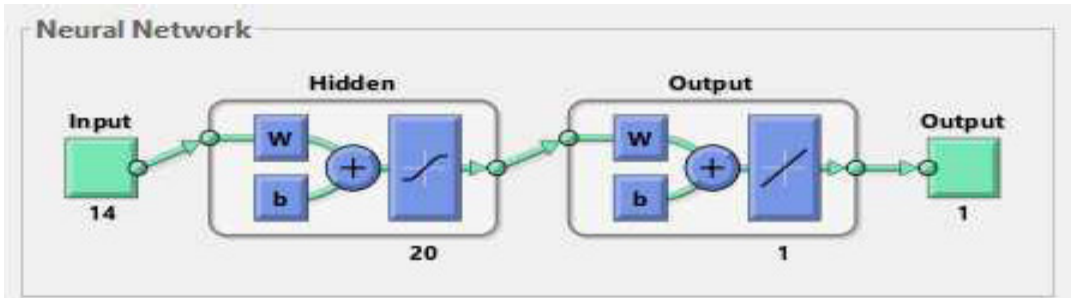 Neural Network
Hidden
Output
Input
Output
W
W
+
+
b
b
14
1
20
1